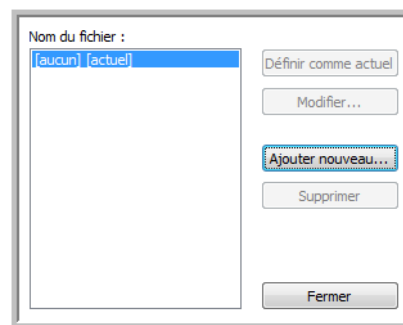 Nom du fichier :
[aucun] [actuel]
Définir comme actuel
Modifier...
Ajouter nouveau...
Supprimer
Fermer